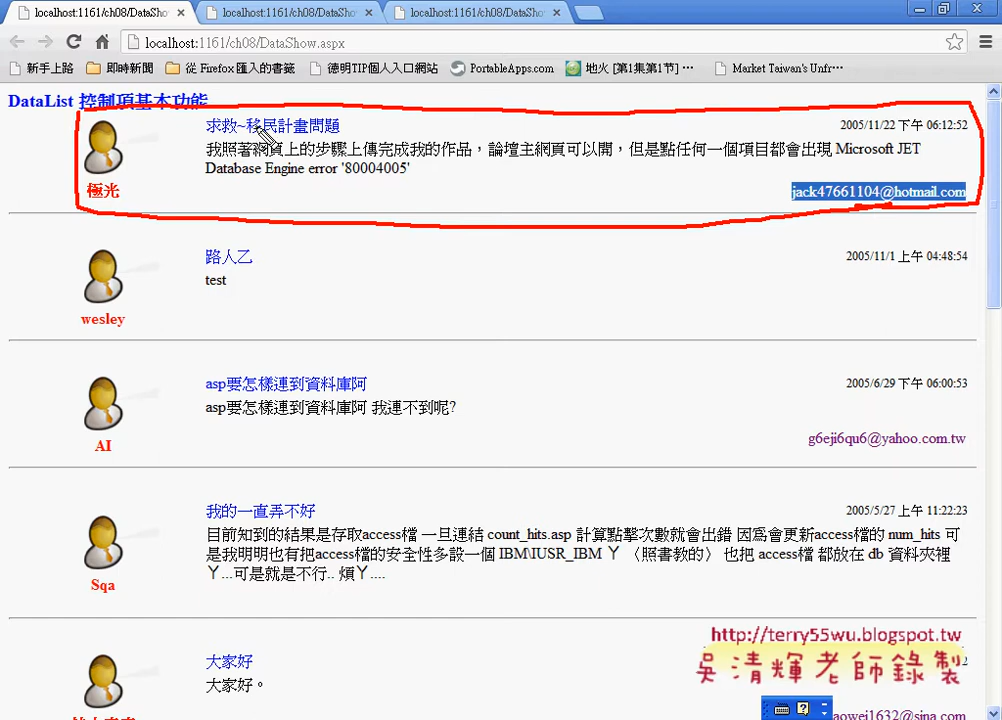 localhost:1161/ch08/DataSho
localhost:1161/ch08/DataSho
localhost:1161/ch08/DataSho
localhost:1161/ch08/DataShow.aspx
新手上路 即時新聞 從 Firefox匯入的書籤 德明TIP個人入口網站 PortableApps.com 地火 [第1集第1節] … Market Taiwan's Unfr…
DataList 控制項基本功能
求救~移民計畫問題 2005/11/22 下午 06:12:52
我照著網頁上的步驟上傳完成我的作品，論壇主網頁可以開，但是點任何一個項目都會出現 Microsoft JET
Database Engine error '80004005'
極光 jack47661104@hotmail.com
路人乙 2005/11/1 上午 04:48:54
test
wesley
asp要怎樣連到資料庫阿 2005/6/29 下午 06:00:53
asp要怎樣連到資料庫阿 我連不到呢?
AI g6eji6qu6@yahoo.com.tw
我的一直弄不好 2005/5/27 上午 11:22:23
目前知到的結果是存取access檔 一旦連結 count_hits.asp 計算點擊次數就會出錯 因為會更新access檔的 num_hits 可
是我明明也有把access檔的安全性多設一個 IBM\IUSR_IBM ㄚ 〈照書教的〉 也把 access檔 都放在 db 資料夾裡
ㄚ...可是就是不行.. 煩ㄚ....
Sqa
http://terry55wu.blogspot.tw
大家好
吳清輝老師錄製
大家好。
aowei1632@sina.com